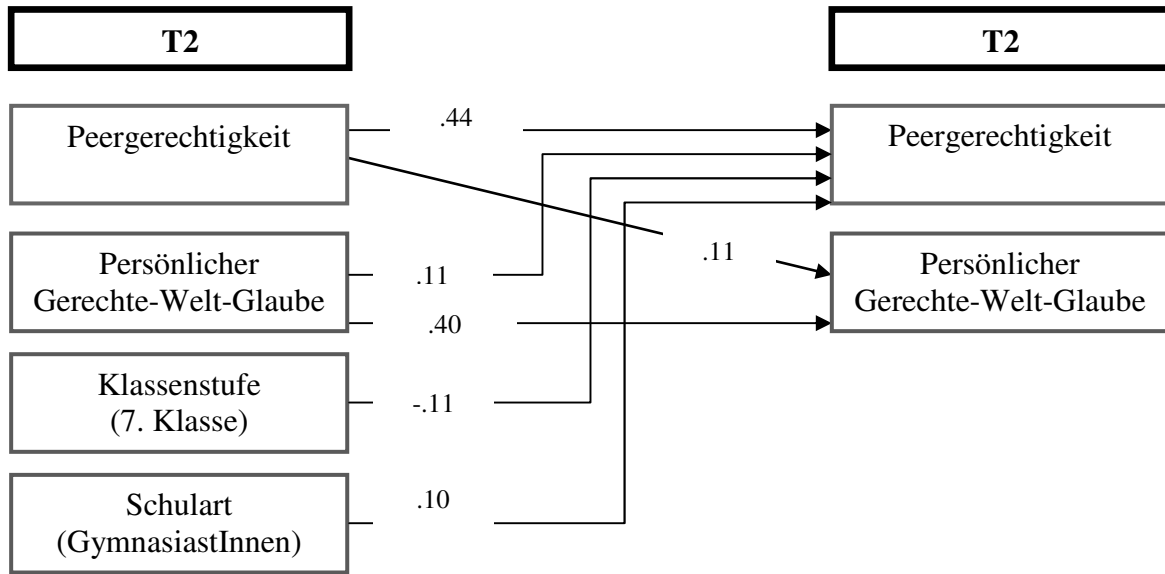 T2
T2
Peergerechtigkeit
.44
Peergerechtigkeit
Persönlicher
Gerechte-Welt-Glaube
.11
.40
.11
Persönlicher
Gerechte-Welt-Glaube
Klassenstufe
(7. Klasse)
-.11
Schulart
(GymnasiastInnen)
.10